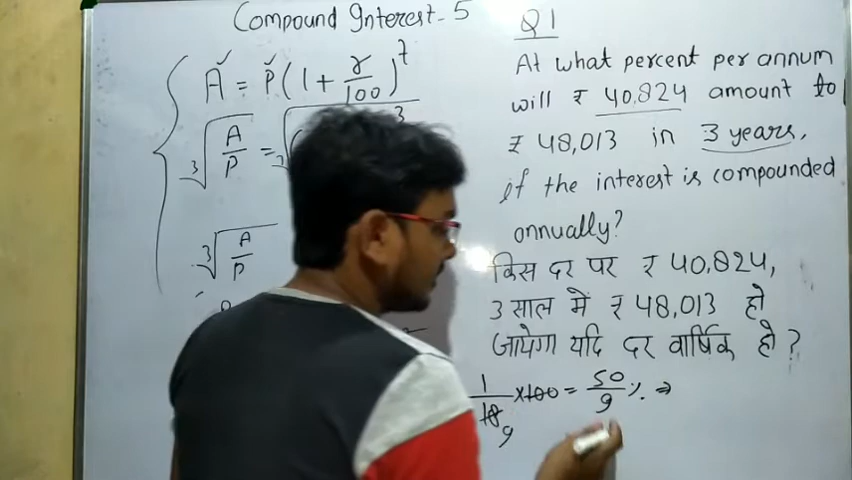 Compound Interest-5
A = P(1 + r/100)^t
∛(A/P) =
3
∛(A/P)
Q1
At what percent per annum
will ₹ 40,824 amount to
₹ 48,013 in 3 years,
if the interest is compounded
annually?
किस दर पर ₹ 40,824,
3 साल में ₹ 48,013 हो
जायेगा यदि दर वार्षिक हो?
1/18 × 100 = 50/9 % ⇒
9